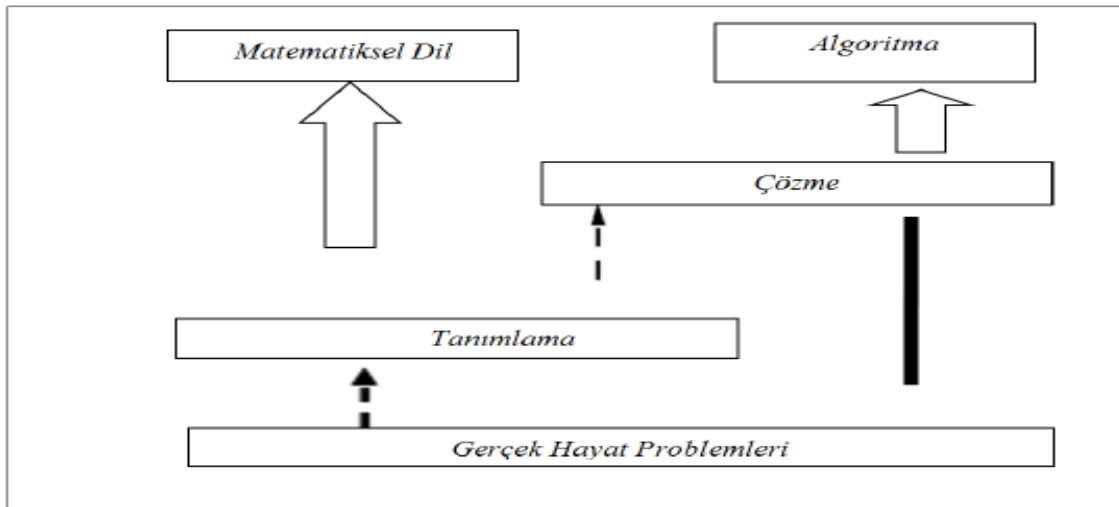 Matematiksel Dil
Algoritma
Çözme
Tanımlama
Gerçek Hayat Problemleri